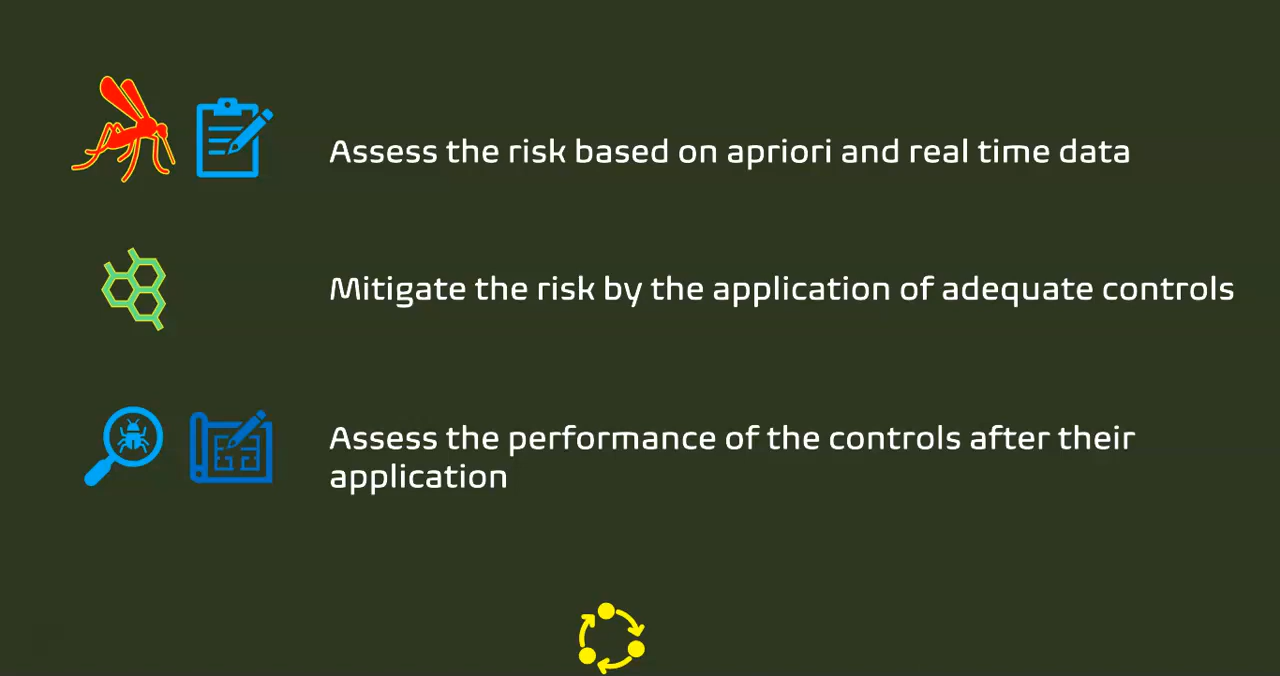 Assess the risk based on apriori and real time data
Mitigate the risk by the application of adequate controls
Assess the performance of the controls after their
application